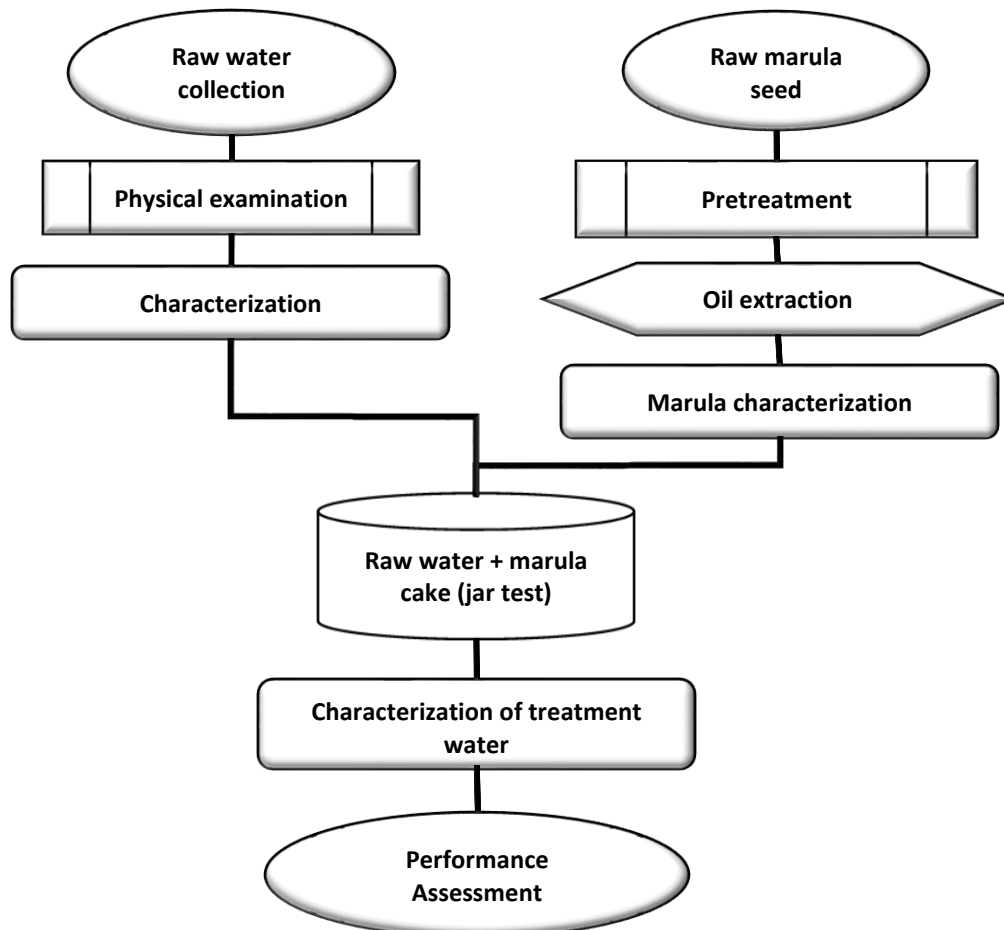 Raw water
collection
Raw marula
seed
Physical examination
Pretreatment
Characterization
Oil extraction
Marula characterization
Raw water + marula
cake (jar test)
Characterization of treatment
water
Performance
Assessment